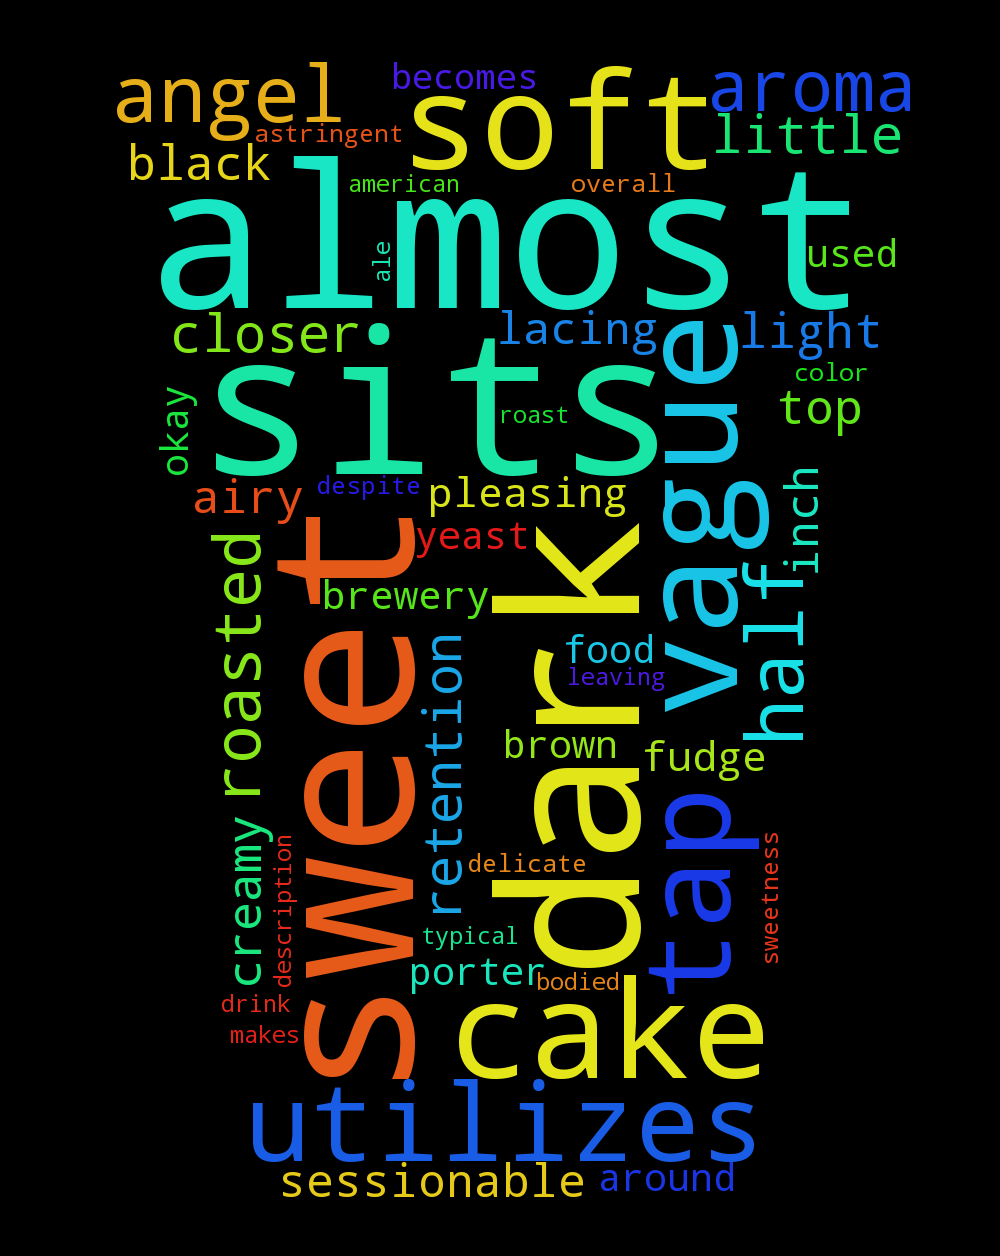 angel
becomes
soft
aroma
astringent
little
black
american
overall
almost
ale
used
closer
lacing
vague
light
sits
color
okay
roast
top
airy
despite
pleasing
inch
sweet
yeast
dark
roasted
brewery
half
retention
food
leaving
brown
fudge
tap
creamy
description
delicate
sweetness
typical
porter
bodied
drink
cake
makes
utilizes
sessionable
around